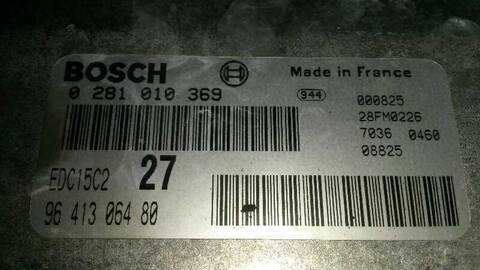 BOSCH Made in France
0 281 010 369 944 000825
28FM0226
7036 0460
08825
EDC15C2 27
96 413 064 80